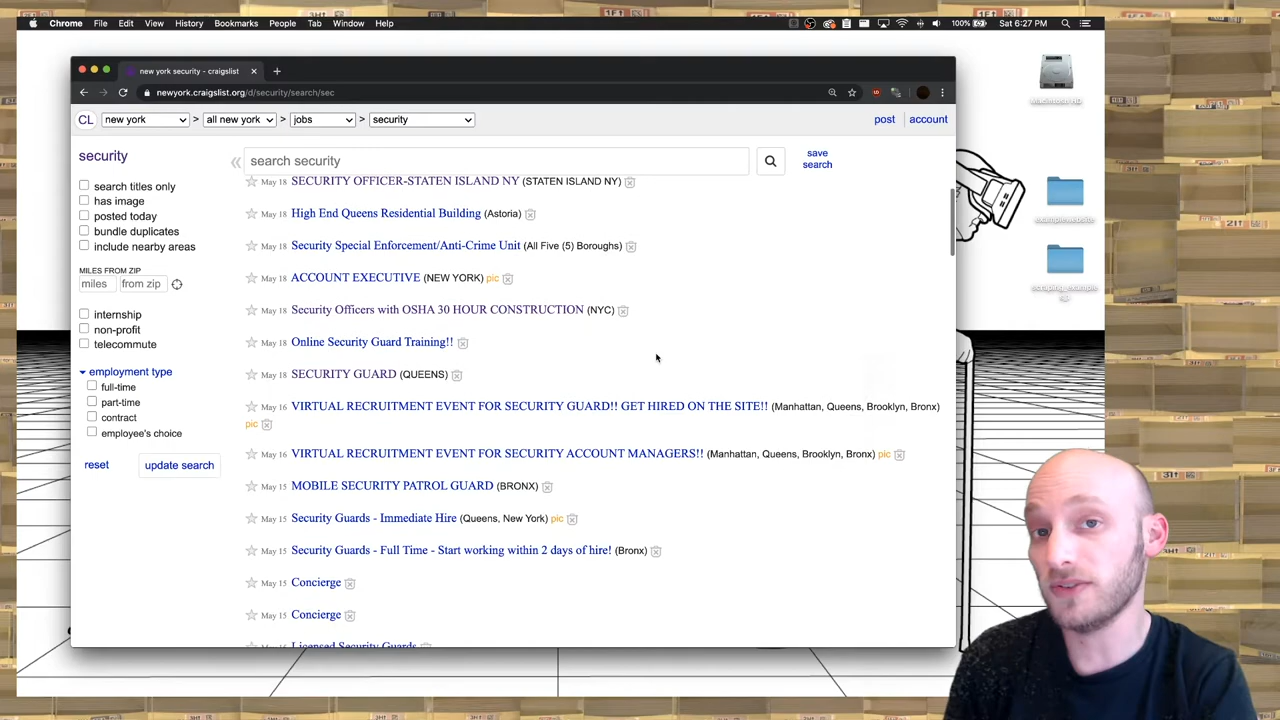 Chrome File Edit View History Bookmarks People Tab Window Help 100% Sat 6:27 PM
new york security - craigslist
newyork.craigslist.org/d/security/search/sec
CL new york > all new york > jobs > security post account
security
search security
save search
search titles only
has image
posted today
bundle duplicates
include nearby areas
MILES FROM ZIP
miles from zip
internship
non-profit
telecommute
employment type
full-time
part-time
contract
employee's choice
reset update search
May 18 SECURITY OFFICER-STATEN ISLAND NY (STATEN ISLAND NY)
May 18 High End Queens Residential Building (Astoria)
May 18 Security Special Enforcement/Anti-Crime Unit (All Five (5) Boroughs)
May 18 ACCOUNT EXECUTIVE (NEW YORK) pic
May 18 Security Officers with OSHA 30 HOUR CONSTRUCTION (NYC)
May 18 Online Security Guard Training!!
May 18 SECURITY GUARD (QUEENS)
May 16 VIRTUAL RECRUITMENT EVENT FOR SECURITY GUARD!! GET HIRED ON THE SITE!! (Manhattan, Queens, Brooklyn, Bronx)
pic
May 16 VIRTUAL RECRUITMENT EVENT FOR SECURITY ACCOUNT MANAGERS!! (Manhattan, Queens, Brooklyn, Bronx) pic
May 15 MOBILE SECURITY PATROL GUARD (BRONX)
May 15 Security Guards - Immediate Hire (Queens, New York) pic
May 15 Security Guards - Full Time - Start working within 2 days of hire! (Bronx)
May 15 Concierge
May 15 Concierge
Licensed Security Guards